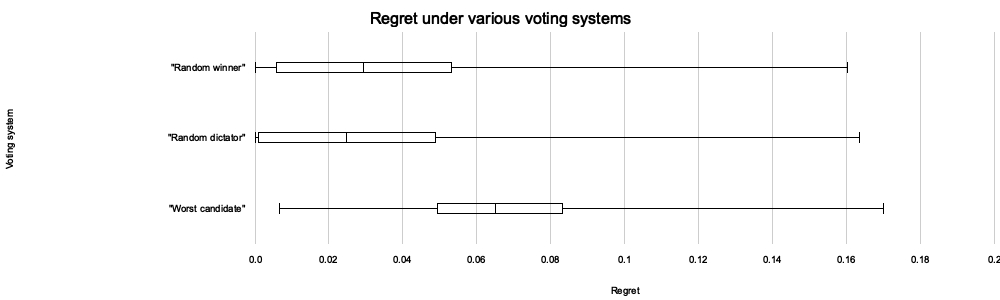 Regret under various voting systems
Voting system
"Random winner"
"Random dictator"
"Worst candidate"
0.0 0.02 0.04 0.06 0.08 0.1 0.12 0.14 0.16 0.18 0.2
Regret